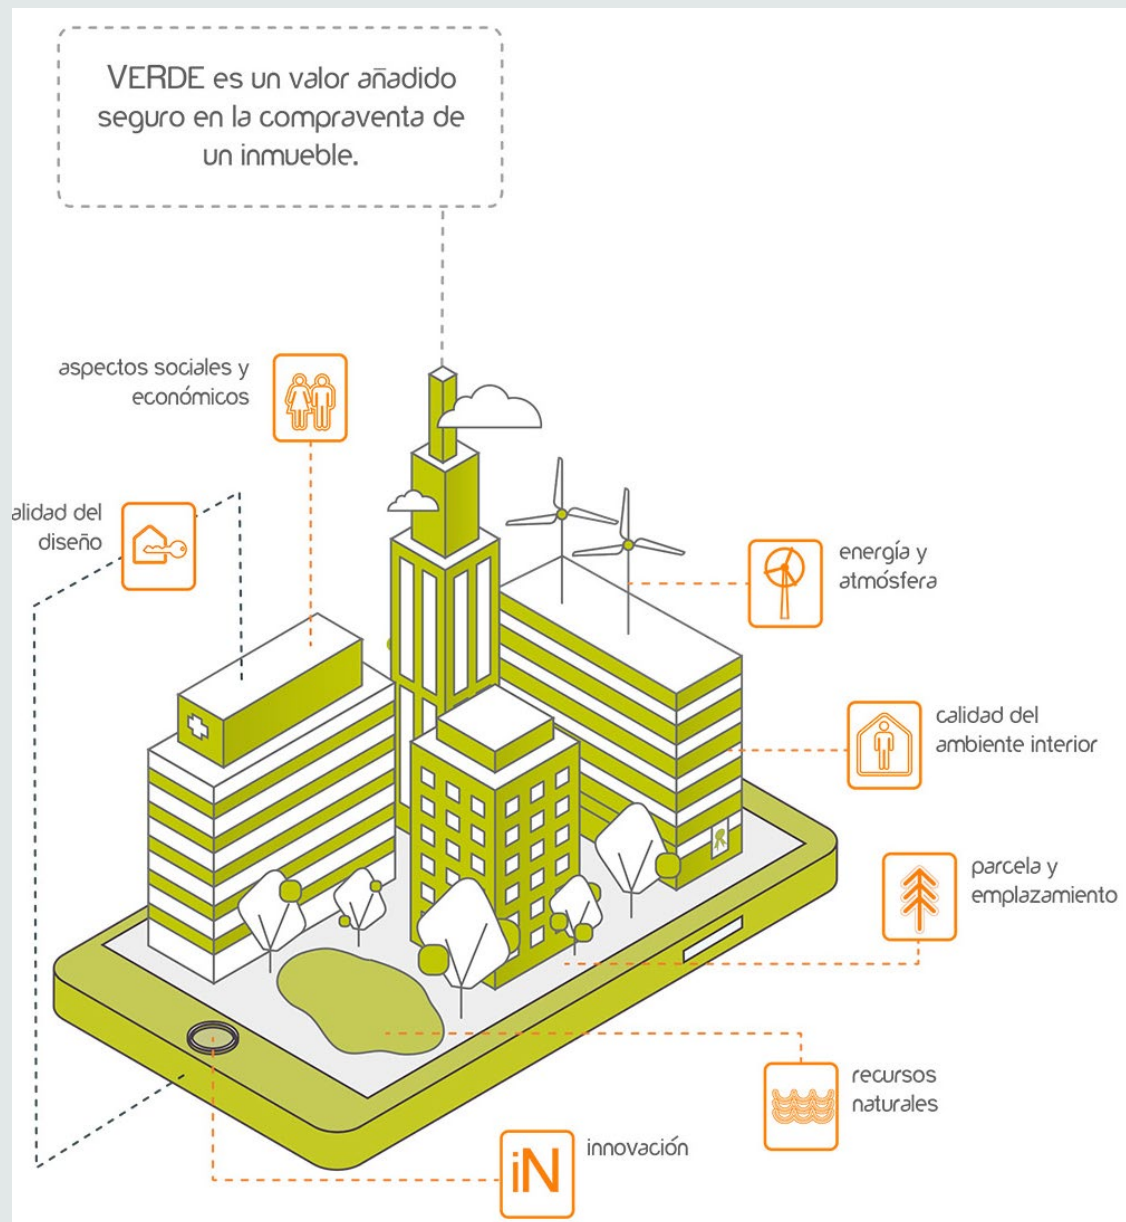 VERDE es un valor añadido
seguro en la compraventa de
un inmueble.
aspectos sociales y
económicos
alidad del
diseño
energía y
atmósfera
calidad del
ambiente interior
parcela y
emplazamiento
recursos
naturales
iN
innovación